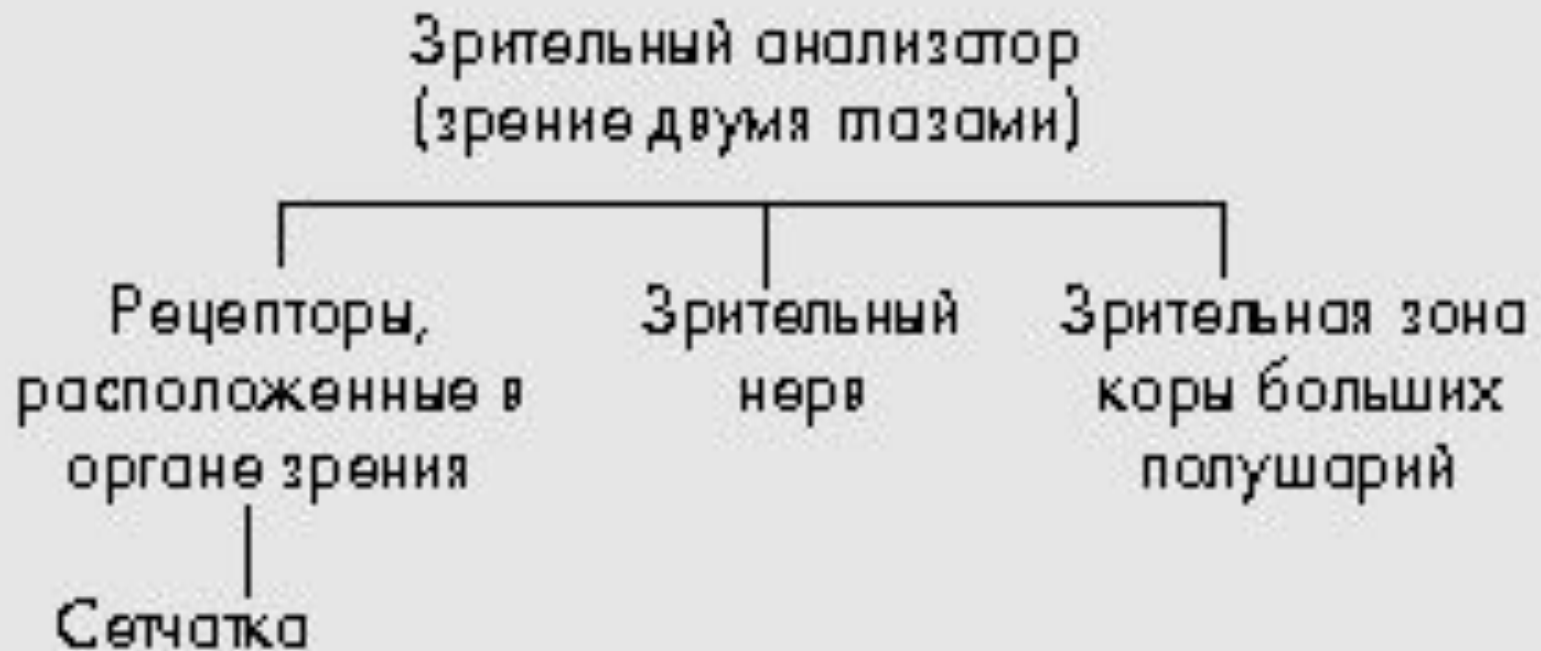 Зрительный анализатор
(зрение двумя глазами)
Рецепторы,
расположенные в
органе зрения
Зрительный
нерв
Зрительная зона
коры больших
полушарий
Сетчатка